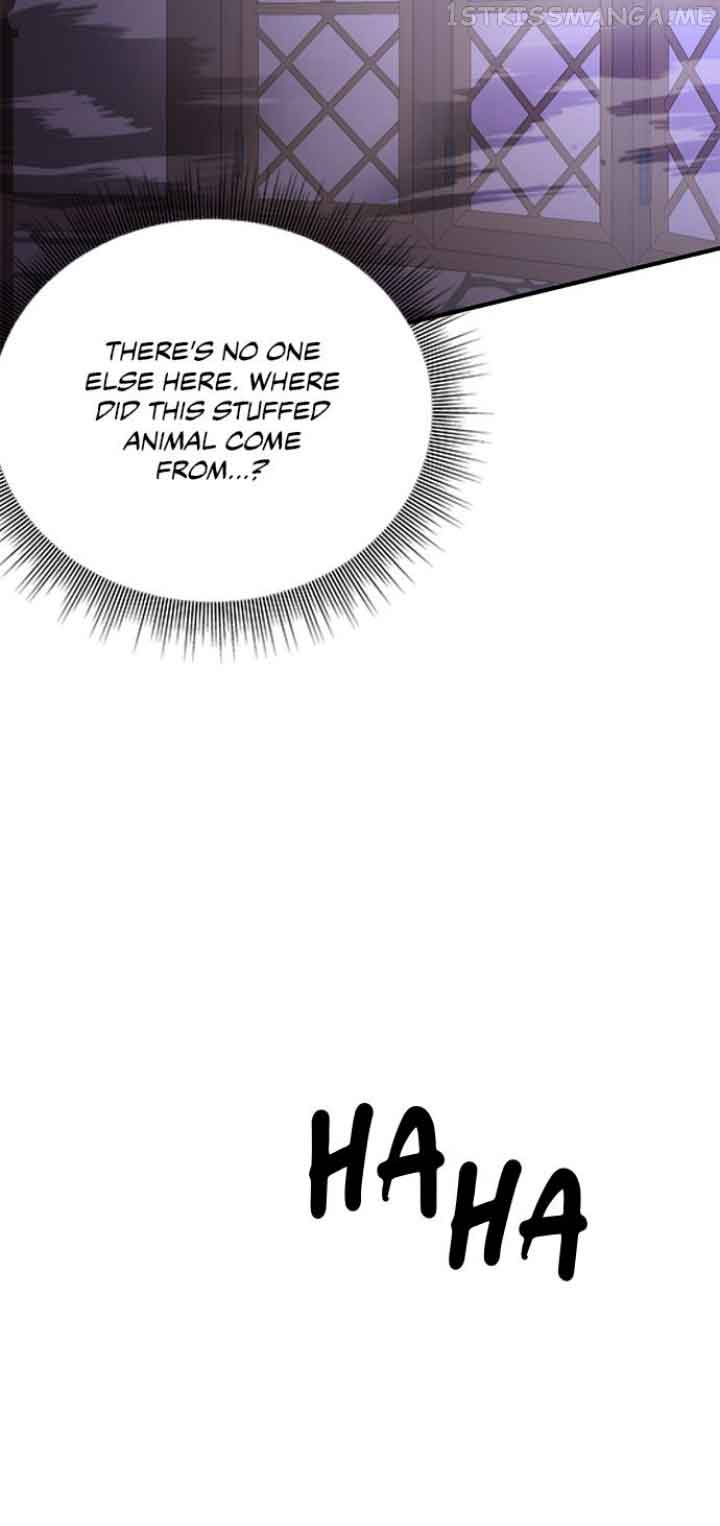 1STKISSMANGA.ME
THERE'S NO ONE
ELSE HERE. WHERE
DID THIS STUFFED
ANIMAL COME
FROM...?
HA
HA